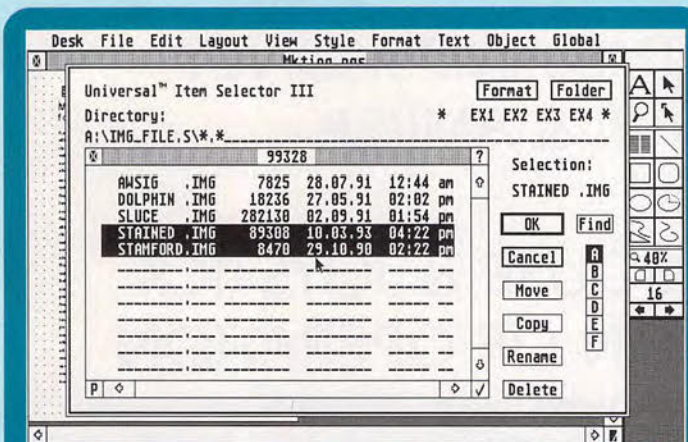 Desk File Edit Layout View Style Format Text Object Global
Universal™ Item Selector III
Format Folder
Directory:
* EX1 EX2 EX3 EX4 *
A:\IMG_FILE.S\*.*
99328 ?
Selection:
STAINED .IMG
AWSIG .IMG 7825 28.07.91 12:44 am
DOLPHIN .IMG 18236 27.05.91 02:02 pm
SLUCE .IMG 282130 02.09.91 01:54 pm
STAINED .IMG 89308 10.03.93 04:22 pm
STAMFORD.IMG 8470 29.10.90 02:22 pm
OK Find
Cancel
Move
Copy
Rename
Delete
A
B
C
D
E
F
P
A
40%
16